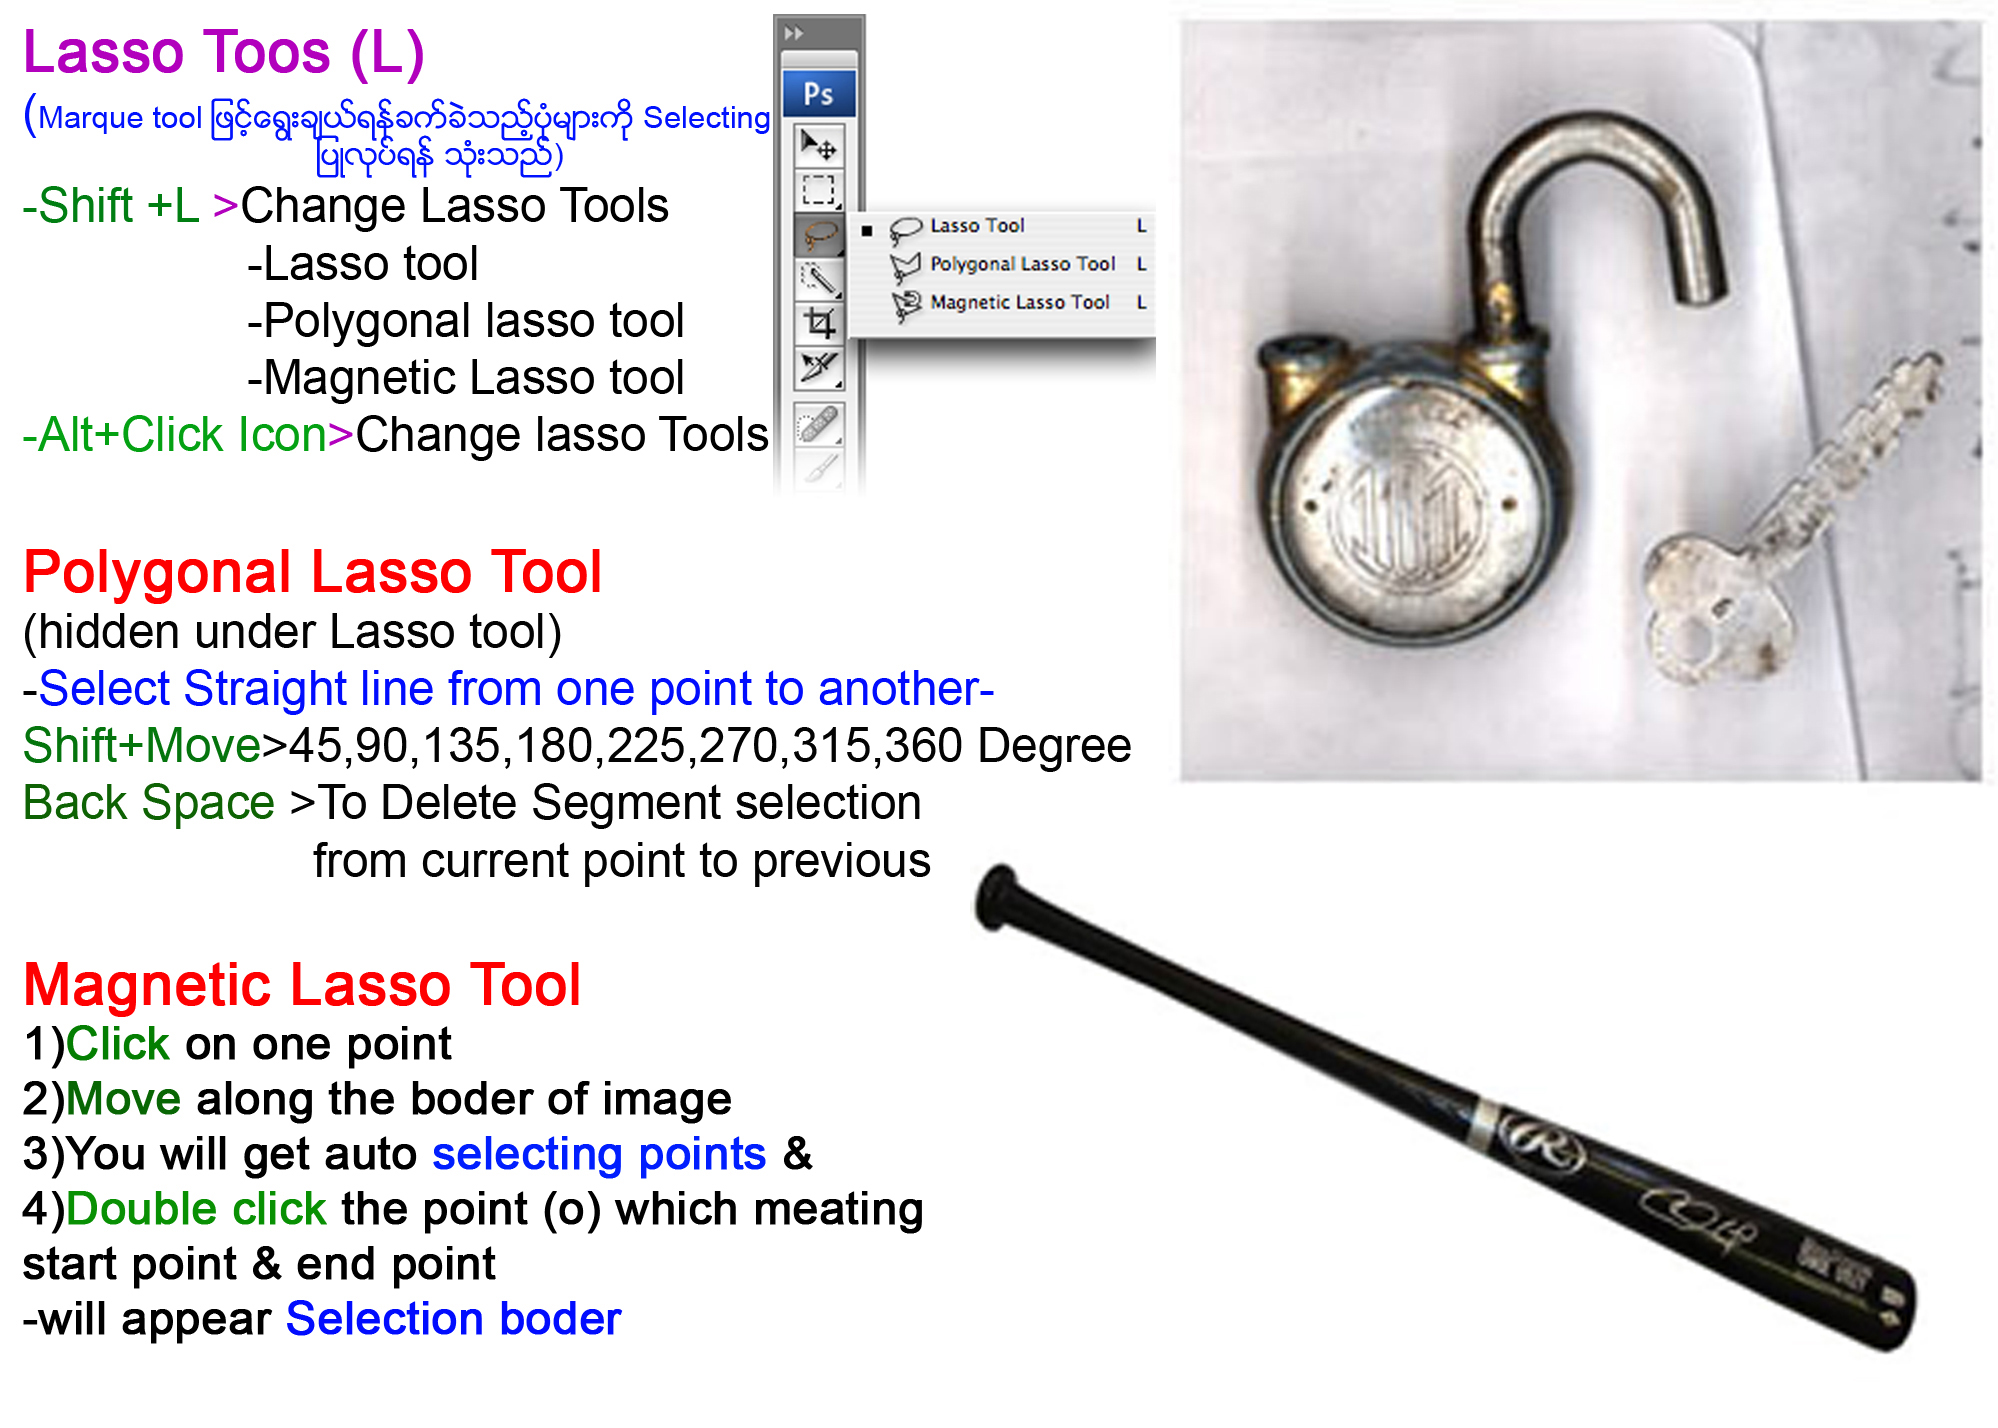 Lasso Toos (L)
(Marque tool ဖြင့်ရွေးချယ်ရန်ခက်ခဲသည့်ပုံများကို Selecting
ပြုလုပ်ရန် သုံးသည်)
-Shift +L >Change Lasso Tools
-Lasso tool
-Polygonal lasso tool
-Magnetic Lasso tool
-Alt+Click Icon>Change lasso Tools
Ps
Lasso Tool L
Polygonal Lasso Tool L
Magnetic Lasso Tool L
Polygonal Lasso Tool
(hidden under Lasso tool)
-Select Straight line from one point to another-
Shift+Move>45,90,135,180,225,270,315,360 Degree
Back Space >To Delete Segment selection
from current point to previous
Magnetic Lasso Tool
1)Click on one point
2)Move along the boder of image
3)You will get auto selecting points &
4)Double click the point (o) which meating
start point & end point
-will appear Selection boder
R